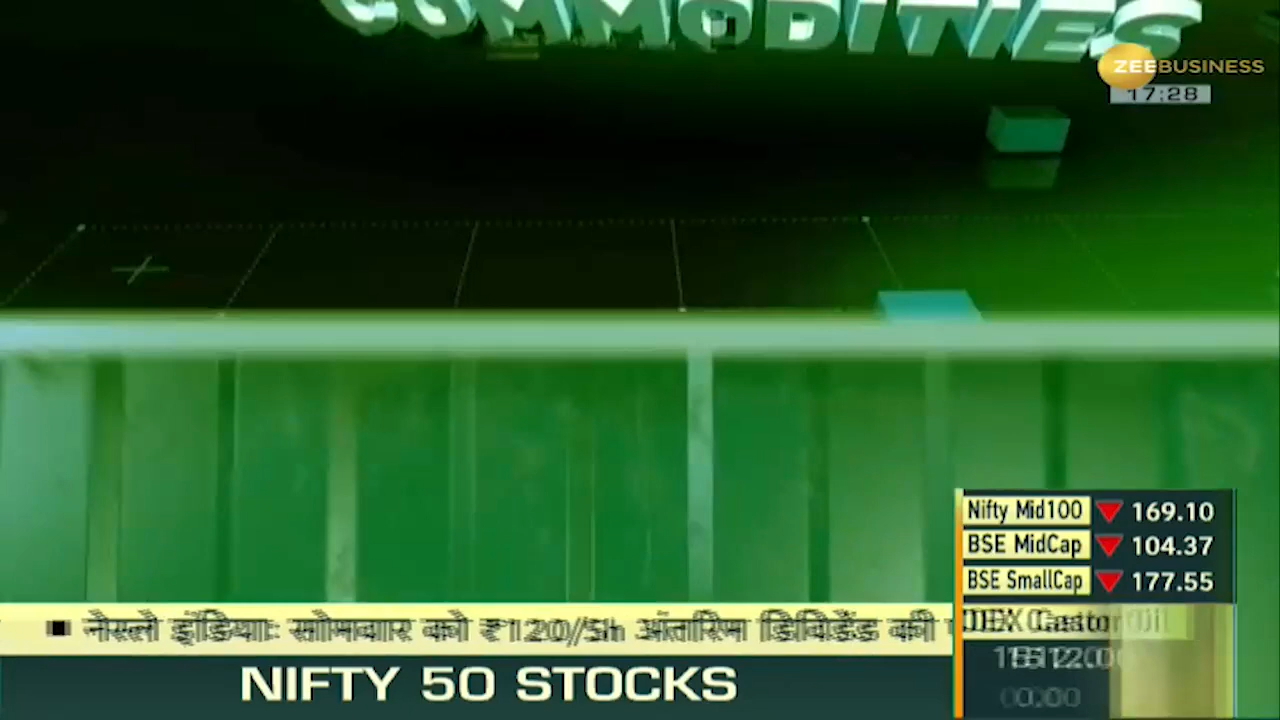 COMMODITIES
ZEEBUSINESS
17:28
Nifty Mid100 ▼ 169.10
BSE MidCap ▼ 104.37
BSE SmallCap ▼ 177.55
■ नेस्ले इंडियाः सोमवार को ₹120/Sh अंतरिम डिविडेंड की
NIFTY 50 STOCKS